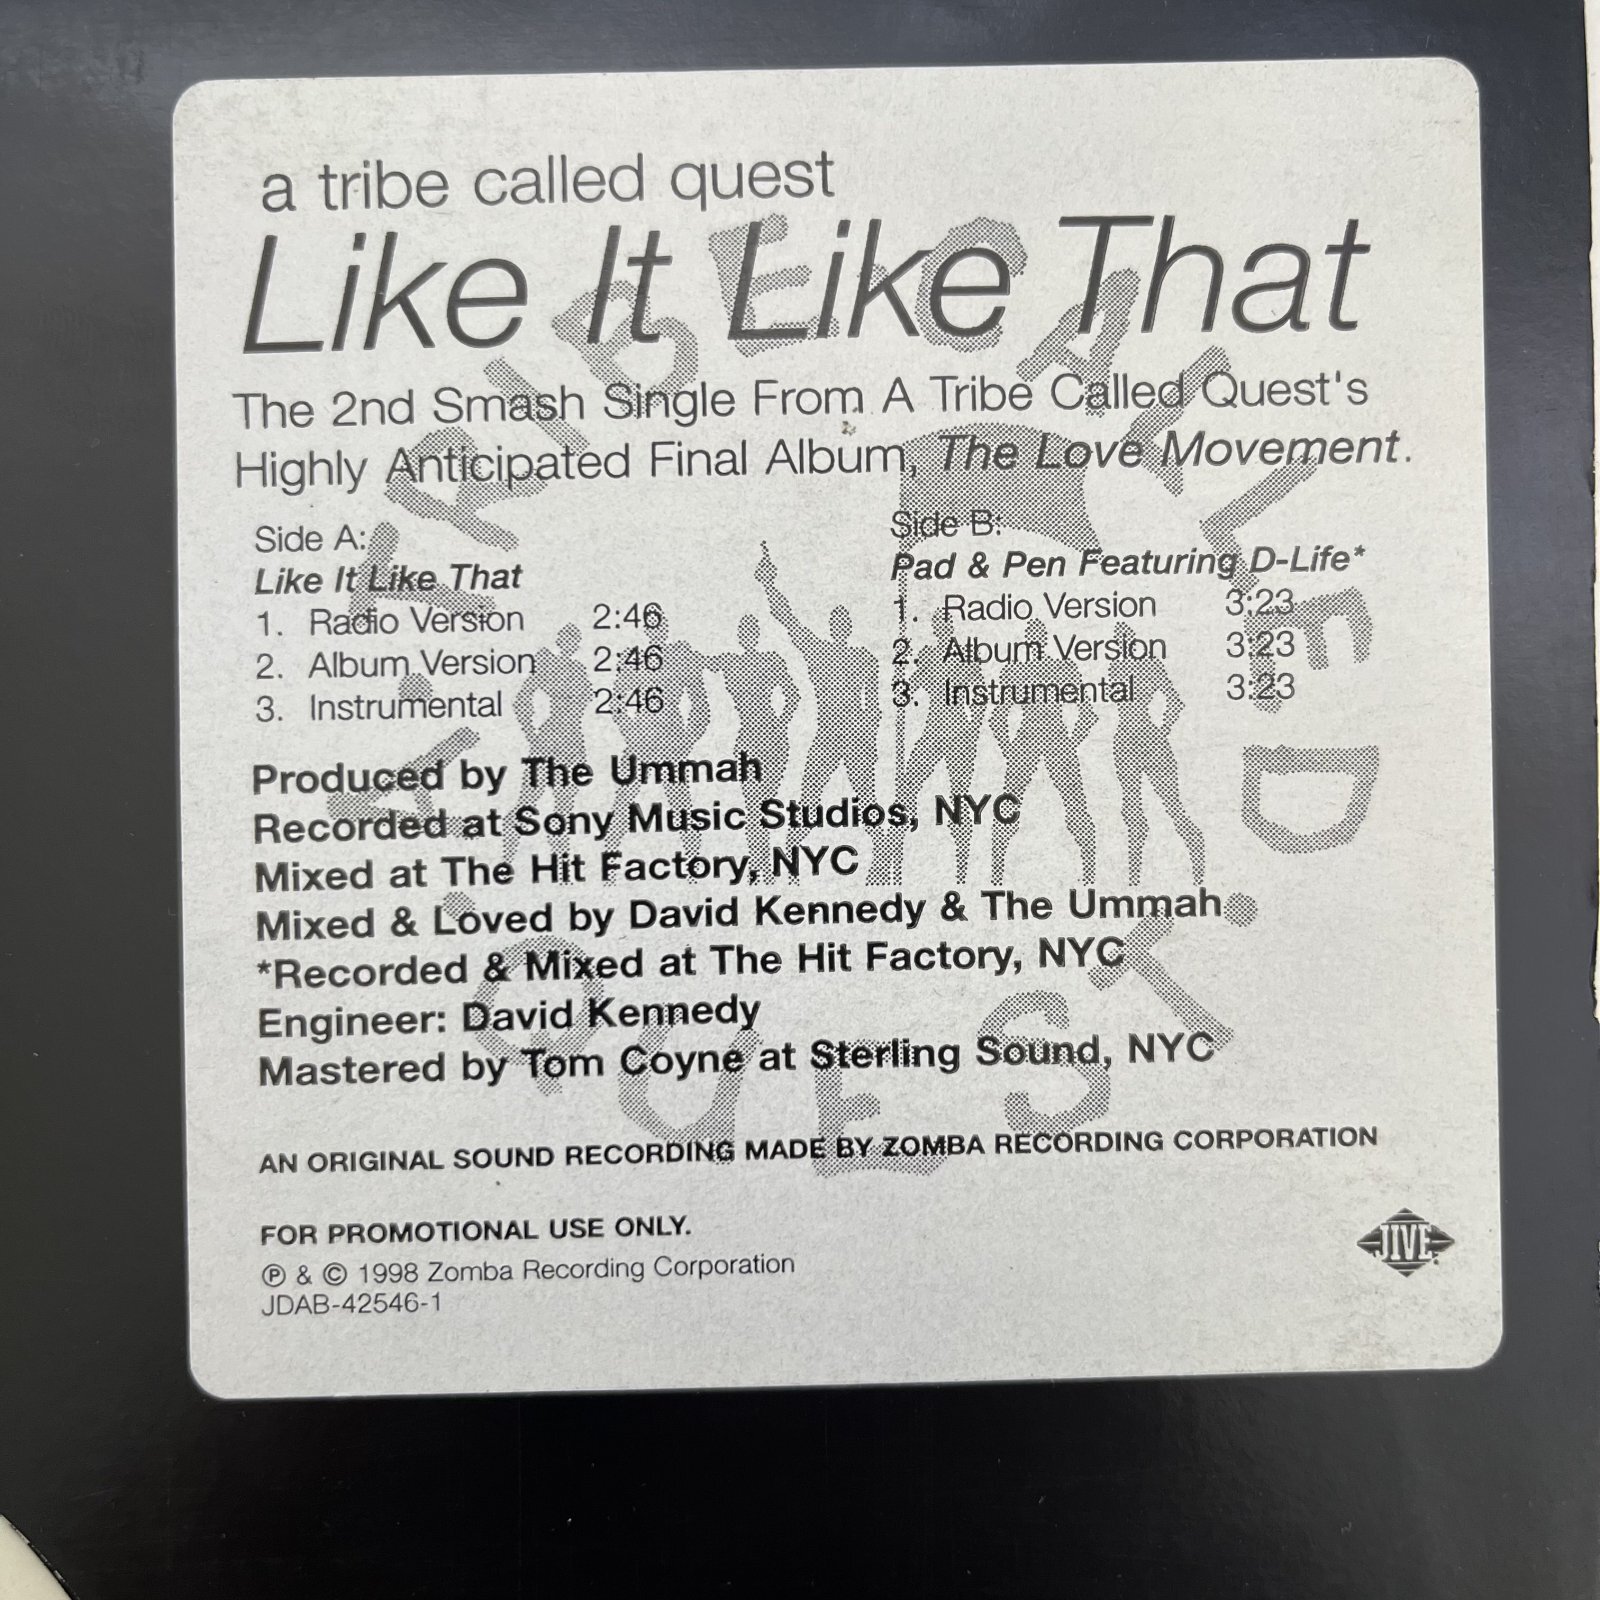 a tribe called quest
Like It Like That
The 2nd Smash Single From A Tribe Called Quest's
Highly Anticipated Final Album, The Love Movement.
Side A:
Like It Like That
1. Radio Version 2:46
2. Album Version 2:46
3. Instrumental 2:46
Side B:
Pad & Pen Featuring D-Life*
1. Radio Version 3:23
2. Album Version 3:23
3. Instrumental 3:23
Produced by The Ummah
Recorded at Sony Music Studios, NYC
Mixed at The Hit Factory, NYC
Mixed & Loved by David Kennedy & The Ummah
*Recorded & Mixed at The Hit Factory, NYC
Engineer: David Kennedy
Mastered by Tom Coyne at Sterling Sound, NYC
AN ORIGINAL SOUND RECORDING MADE BY ZOMBA RECORDING CORPORATION
FOR PROMOTIONAL USE ONLY.
℗ & © 1998 Zomba Recording Corporation
JDAB-42546-1
JIVE
A TRIBE CALLED QUEST